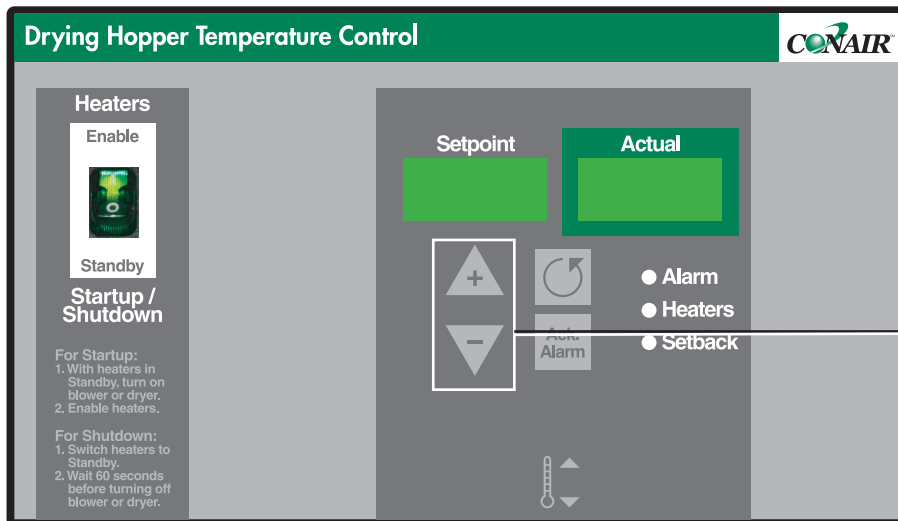 Drying Hopper Temperature Control
CONAIR
Heaters
Enable
Standby
Startup /
Shutdown
For Startup:
1. With heaters in
Standby, turn on
blower or dryer.
2. Enable heaters.
For Shutdown:
1. Switch heaters to
Standby.
2. Wait 60 seconds
before turning off
blower or dryer.
Setpoint
Actual
+
−
Ack.
Alarm
Alarm
Heaters
Setback